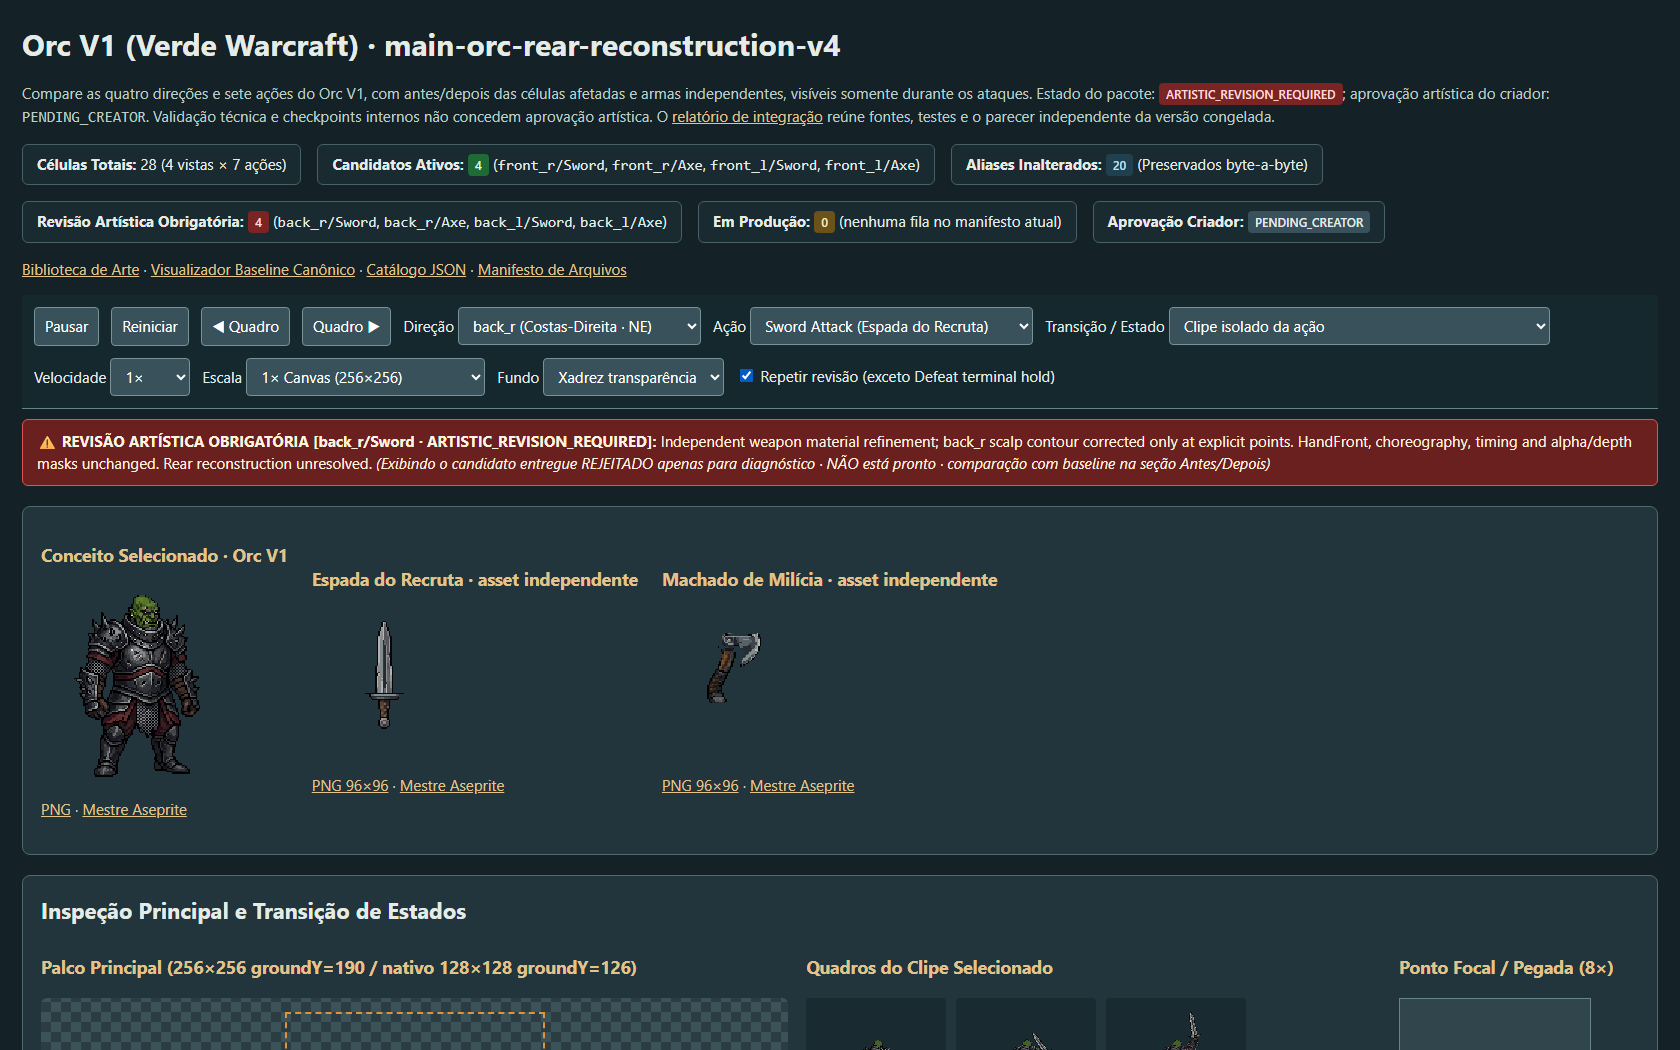 Orc V1 (Verde Warcraft) · main-orc-rear-reconstruction-v4
Compare as quatro direções e sete ações do Orc V1, com antes/depois das células afetadas e armas independentes, visíveis somente durante os ataques. Estado do pacote: ARTISTIC_REVISION_REQUIRED; aprovação artística do criador:
PENDING_CREATOR. Validação técnica e checkpoints internos não concedem aprovação artística. O relatório de integração reúne fontes, testes e o parecer independente da versão congelada.
Células Totais: 28 (4 vistas × 7 ações)
Candidatos Ativos: 4 (front_r/Sword, front_r/Axe, front_l/Sword, front_l/Axe)
Aliases Inalterados: 20 (Preservados byte-a-byte)
Revisão Artística Obrigatória: 4 (back_r/Sword, back_r/Axe, back_l/Sword, back_l/Axe)
Em Produção: 0 (nenhuma fila no manifesto atual)
Aprovação Criador: PENDING_CREATOR
Biblioteca de Arte · Visualizador Baseline Canônico · Catálogo JSON · Manifesto de Arquivos
Pausar Reiniciar ◀ Quadro Quadro ▶ Direção back_r (Costas-Direita · NE) Ação Sword Attack (Espada do Recruta) Transição / Estado Clipe isolado da ação
Velocidade 1× Escala 1× Canvas (256×256) Fundo Xadrez transparência Repetir revisão (exceto Defeat terminal hold)
⚠ REVISÃO ARTÍSTICA OBRIGATÓRIA [back_r/Sword · ARTISTIC_REVISION_REQUIRED]: Independent weapon material refinement; back_r scalp contour corrected only at explicit points. HandFront, choreography, timing and alpha/depth
masks unchanged. Rear reconstruction unresolved. (Exibindo o candidato entregue REJEITADO apenas para diagnóstico · NÃO está pronto · comparação com baseline na seção Antes/Depois)
Conceito Selecionado · Orc V1
Espada do Recruta · asset independente
Machado de Milícia · asset independente
PNG 96×96 · Mestre Aseprite
PNG 96×96 · Mestre Aseprite
PNG · Mestre Aseprite
Inspeção Principal e Transição de Estados
Palco Principal (256×256 groundY=190 / nativo 128×128 groundY=126)
Quadros do Clipe Selecionado
Ponto Focal / Pegada (8×)